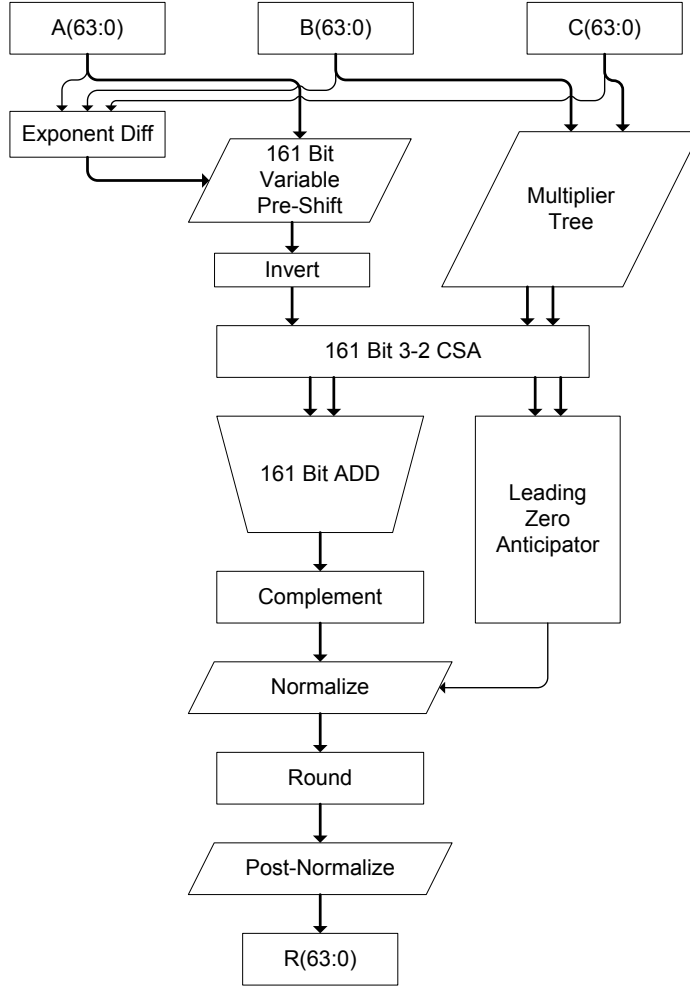 A(63:0)
B(63:0)
C(63:0)
Exponent Diff
161 Bit
Variable
Pre-Shift
Multiplier
Tree
Invert
161 Bit 3-2 CSA
161 Bit ADD
Leading
Zero
Anticipator
Complement
Normalize
Round
Post-Normalize
R(63:0)